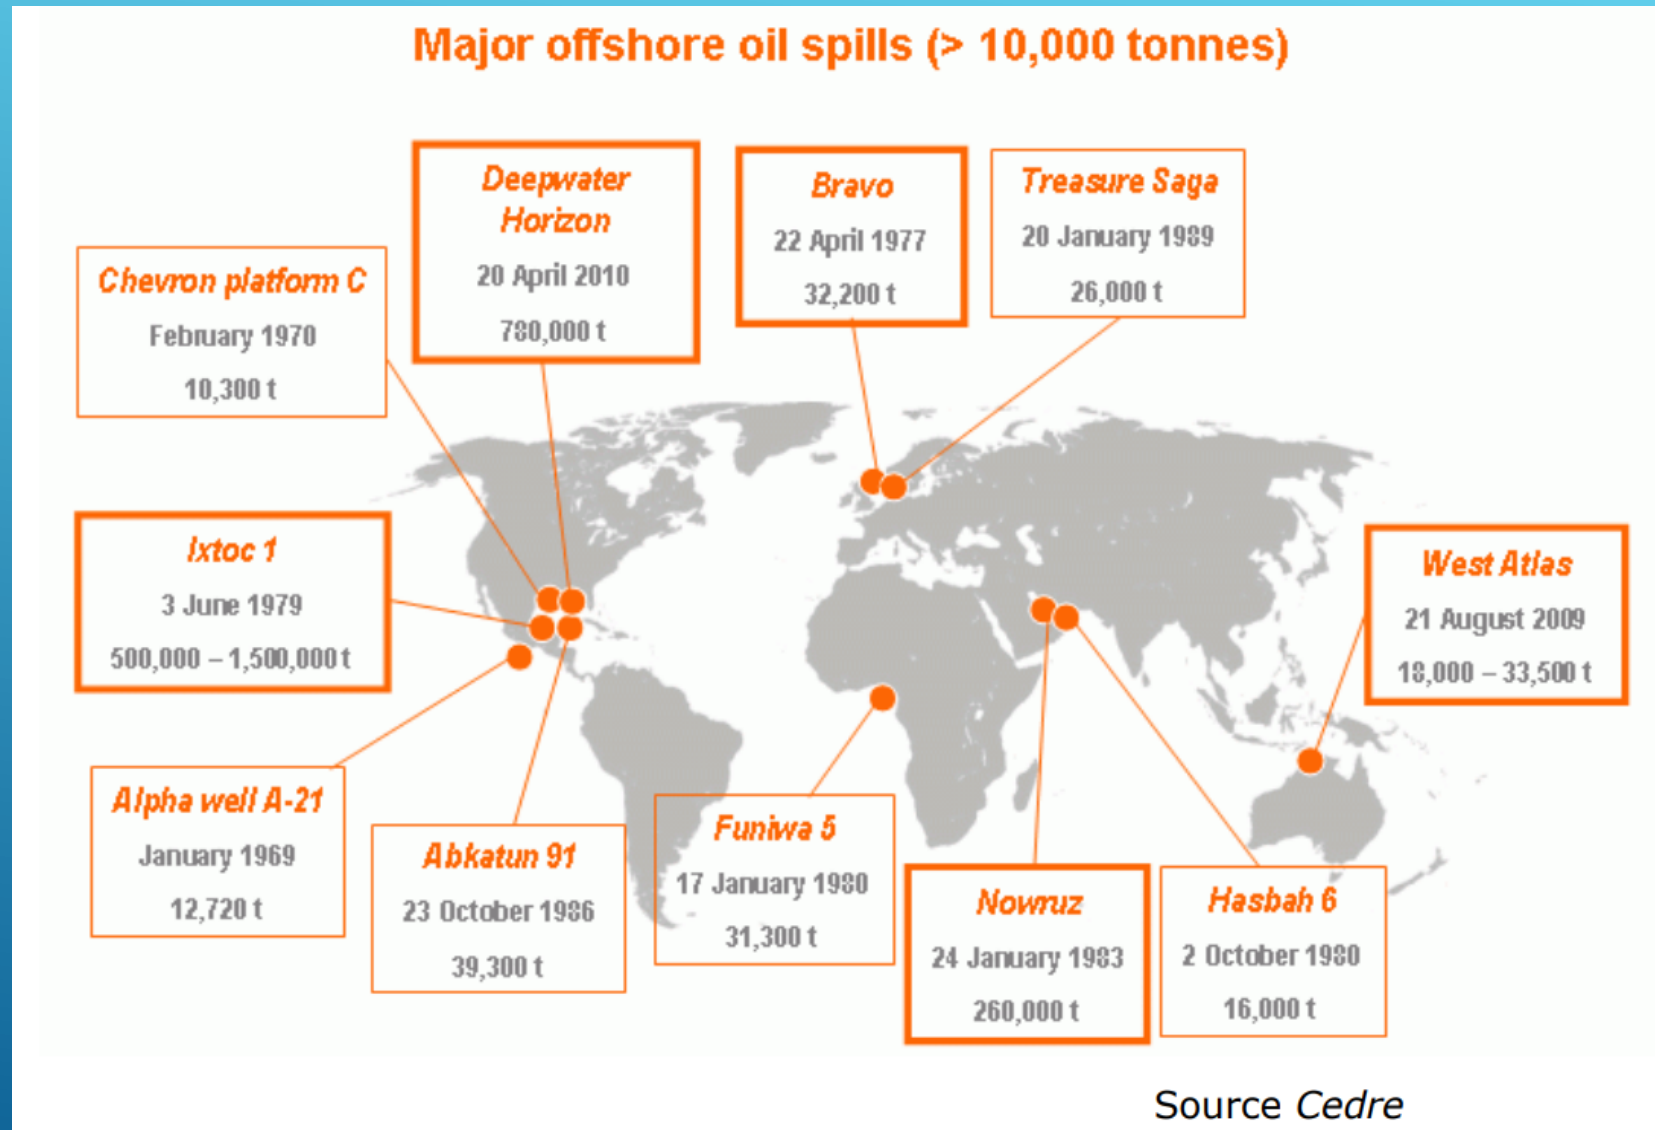 Major offshore oil spills (> 10,000 tonnes)
Deepwater
Horizon
20 April 2010
780,000 t
Bravo
22 April 1977
32,200 t
Treasure Saga
20 January 1989
26,000 t
Chevron platform C
February 1970
10,300 t
Ixtoc 1
3 June 1979
500,000 – 1,500,000 t
West Atlas
21 August 2009
18,000 – 33,500 t
Alpha well A-21
January 1969
12,720 t
Abkatun 91
23 October 1986
39,300 t
Funiwa 5
17 January 1980
31,300 t
Nowruz
24 January 1983
260,000 t
Hasbah 6
2 October 1980
16,000 t
Source Cedre